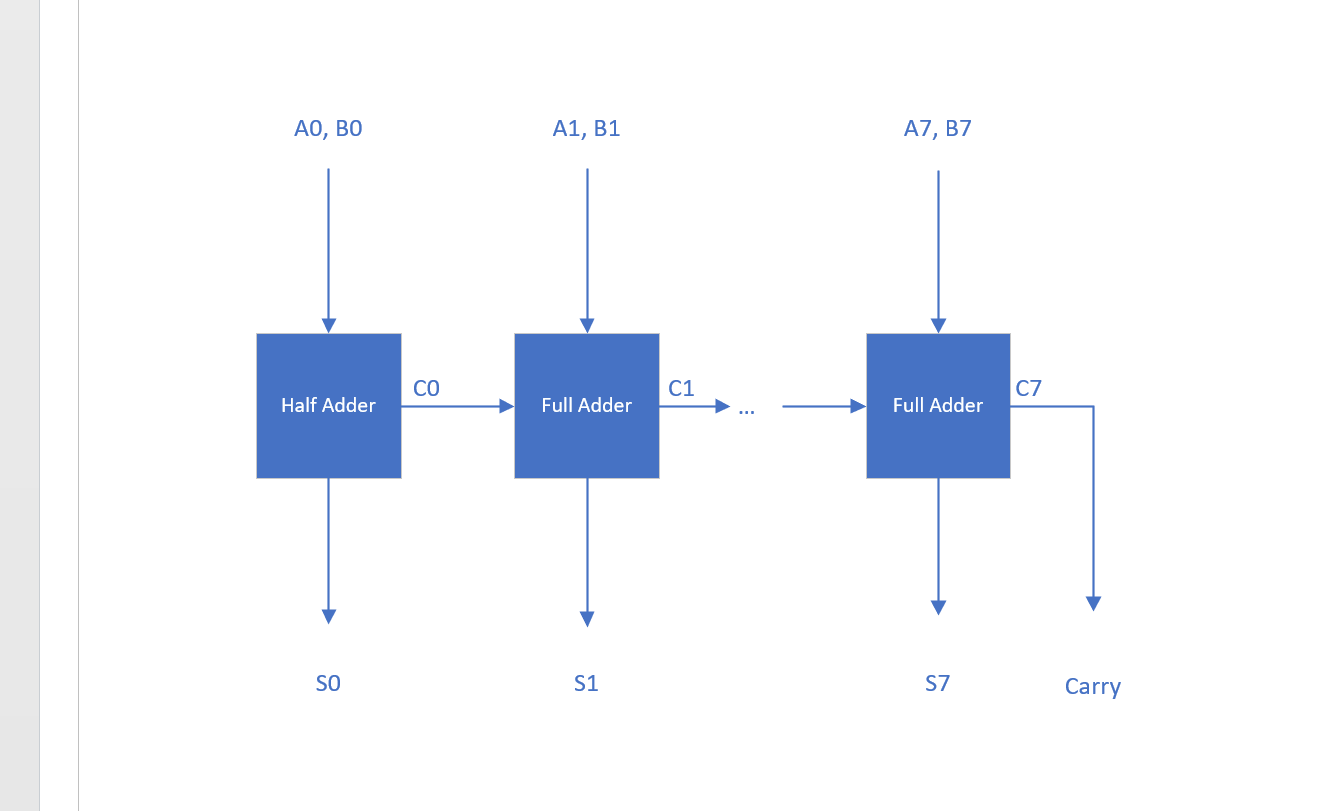 A0, B0
A1, B1
A7, B7
Half Adder
C0
Full Adder
C1
...
Full Adder
C7
S0
S1
S7
Carry